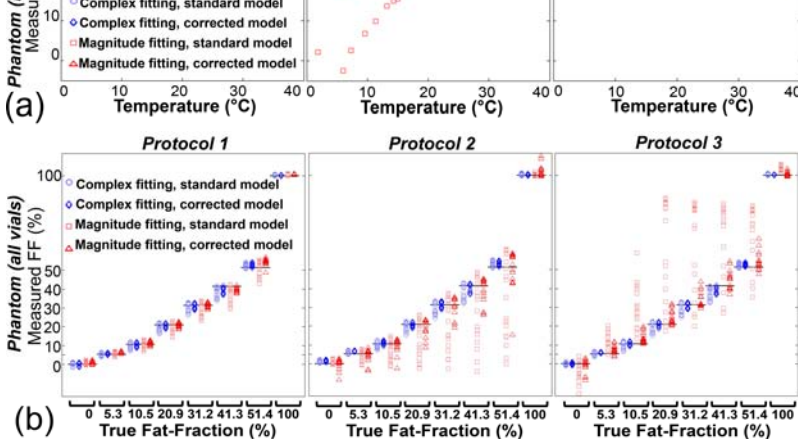 Complex fitting, standard model
Complex fitting, corrected model
Magnitude fitting, standard model
Magnitude fitting, corrected model
Phantom
Measured
10
0
0 10 20 30 40
0 10 20 30 40
0 10 20 30 40
Temperature (°C)
Temperature (°C)
Temperature (°C)
(a)
Protocol 1
Protocol 2
Protocol 3
Phantom (all vials)
Measured FF (%)
100
50
40
30
20
10
0
Complex fitting, standard model
Complex fitting, corrected model
Magnitude fitting, standard model
Magnitude fitting, corrected model
0 5.3 10.5 20.9 31.2 41.3 51.4 100
0 5.3 10.5 20.9 31.2 41.3 51.4 100
0 5.3 10.5 20.9 31.2 41.3 51.4 100
True Fat-Fraction (%)
True Fat-Fraction (%)
True Fat-Fraction (%)
(b)